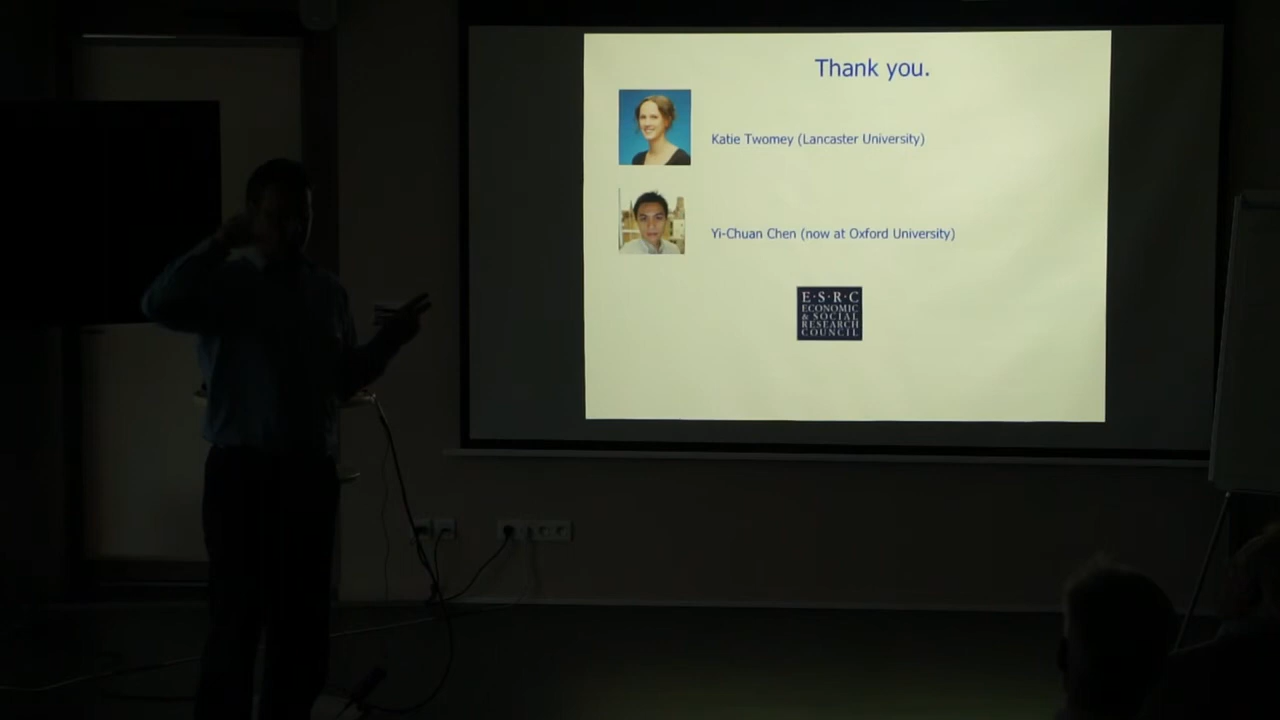 Thank you.
Katie Twomey (Lancaster University)
Yi-Chuan Chen (now at Oxford University)
E·S·R·C
ECONOMIC
& SOCIAL
RESEARCH
COUNCIL